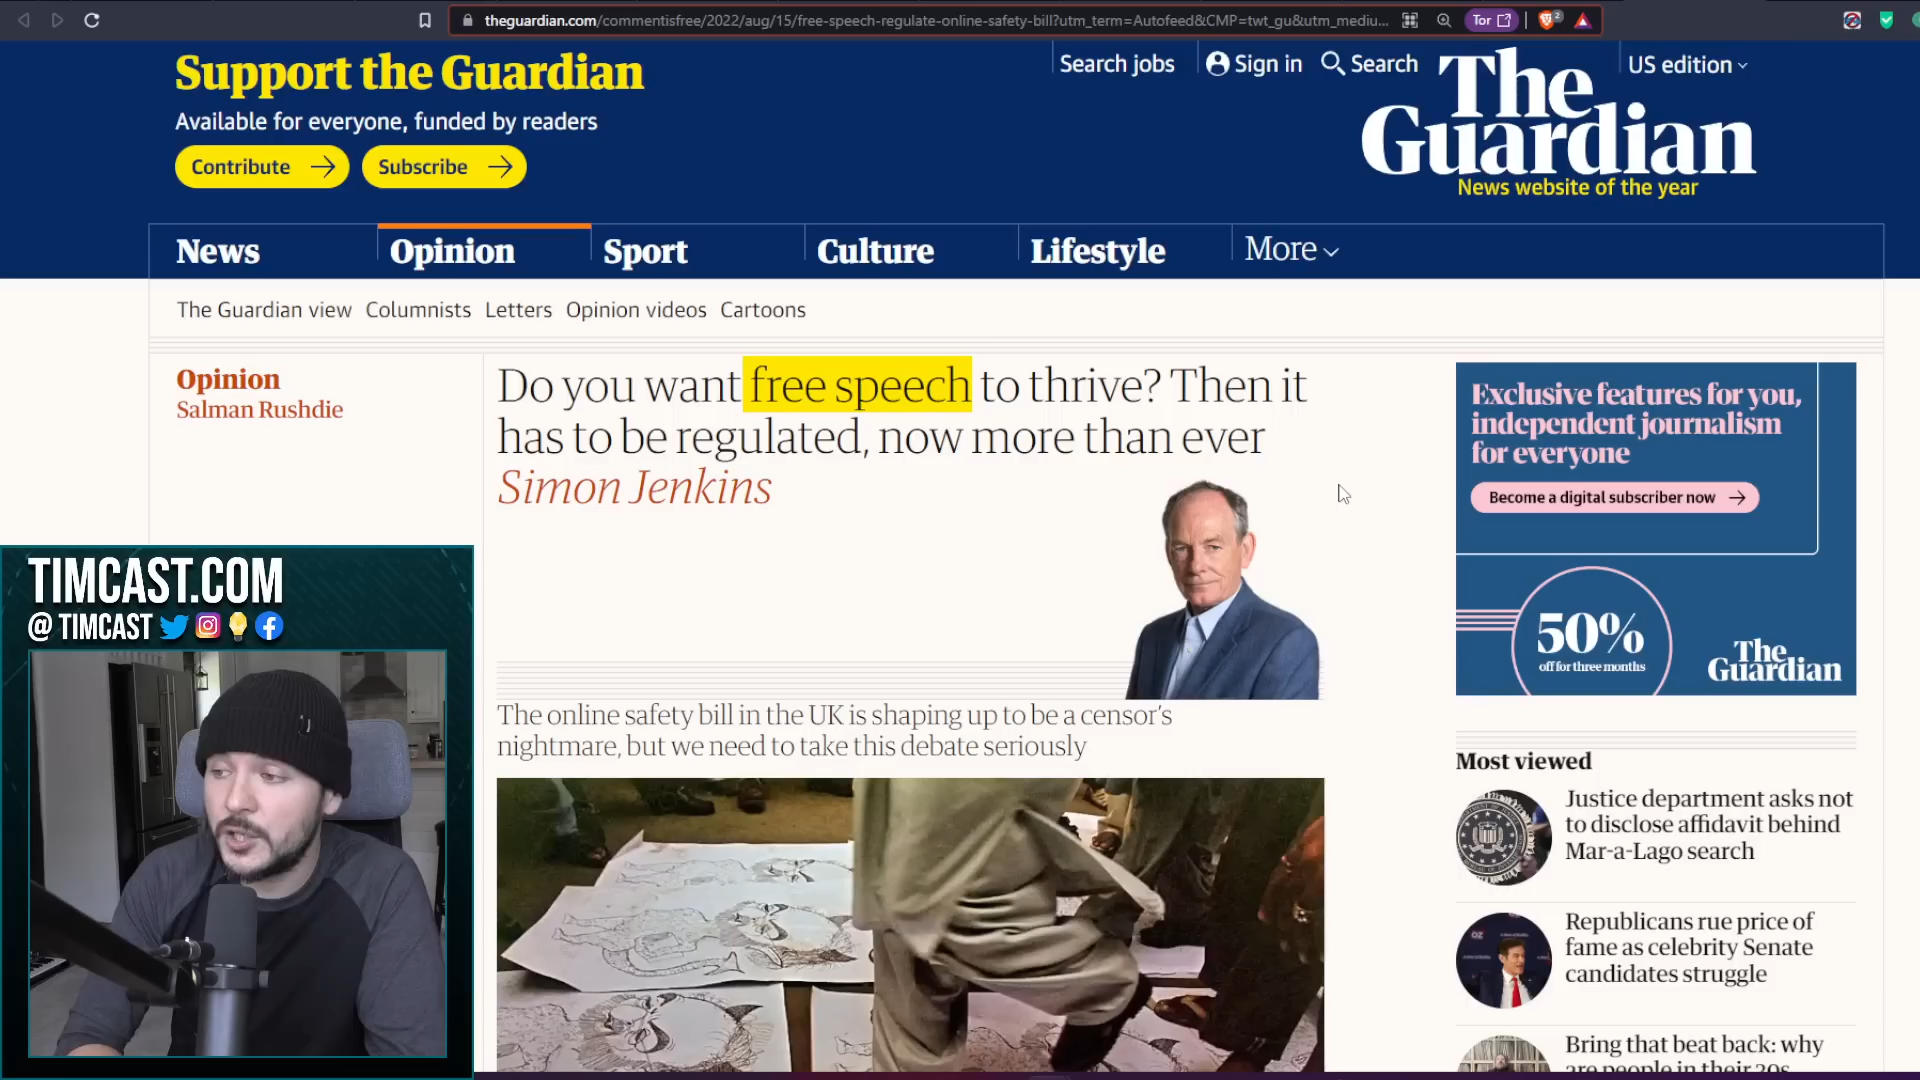 theguardian.com/commentisfree/2022/aug/15/free-speech-regulate-online-safety-bill?utm_term=Autofeed&CMP=twt_gu&utm_mediu...
Tor
2
Support the Guardian
Available for everyone, funded by readers
Contribute
Subscribe
Search jobs
Sign in
Search
US edition
The
Guardian
News website of the year
News
Opinion
Sport
Culture
Lifestyle
More
The Guardian view
Columnists
Letters
Opinion videos
Cartoons
Opinion
Salman Rushdie
Do you want free speech to thrive? Then it
has to be regulated, now more than ever
Simon Jenkins
The online safety bill in the UK is shaping up to be a censor's
nightmare, but we need to take this debate seriously
Exclusive features for you,
independent journalism
for everyone
Become a digital subscriber now
50%
off for three months
The
Guardian
Most viewed
Justice department asks not
to disclose affidavit behind
Mar-a-Lago search
Republicans rue price of
fame as celebrity Senate
candidates struggle
Bring that beat back: why
are people in their 30s
TIMCAST.COM
@ TIMCAST
OZ